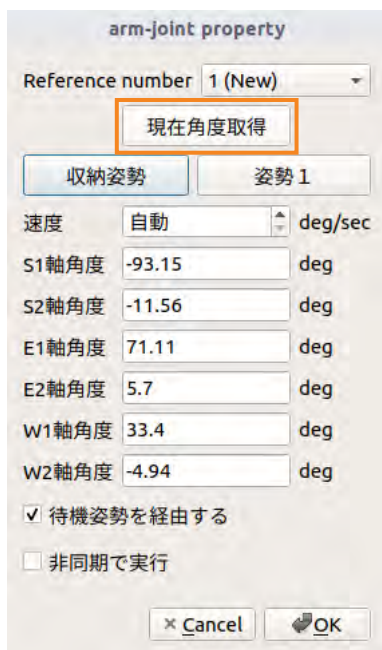 arm-joint property
Reference number 1 (New)
現在角度取得
収納姿勢 姿勢1
速度 自動 deg/sec
S1軸角度 -93.15 deg
S2軸角度 -11.56 deg
E1軸角度 71.11 deg
E2軸角度 5.7 deg
W1軸角度 33.4 deg
W2軸角度 -4.94 deg
待機姿勢を経由する
非同期で実行
Cancel OK